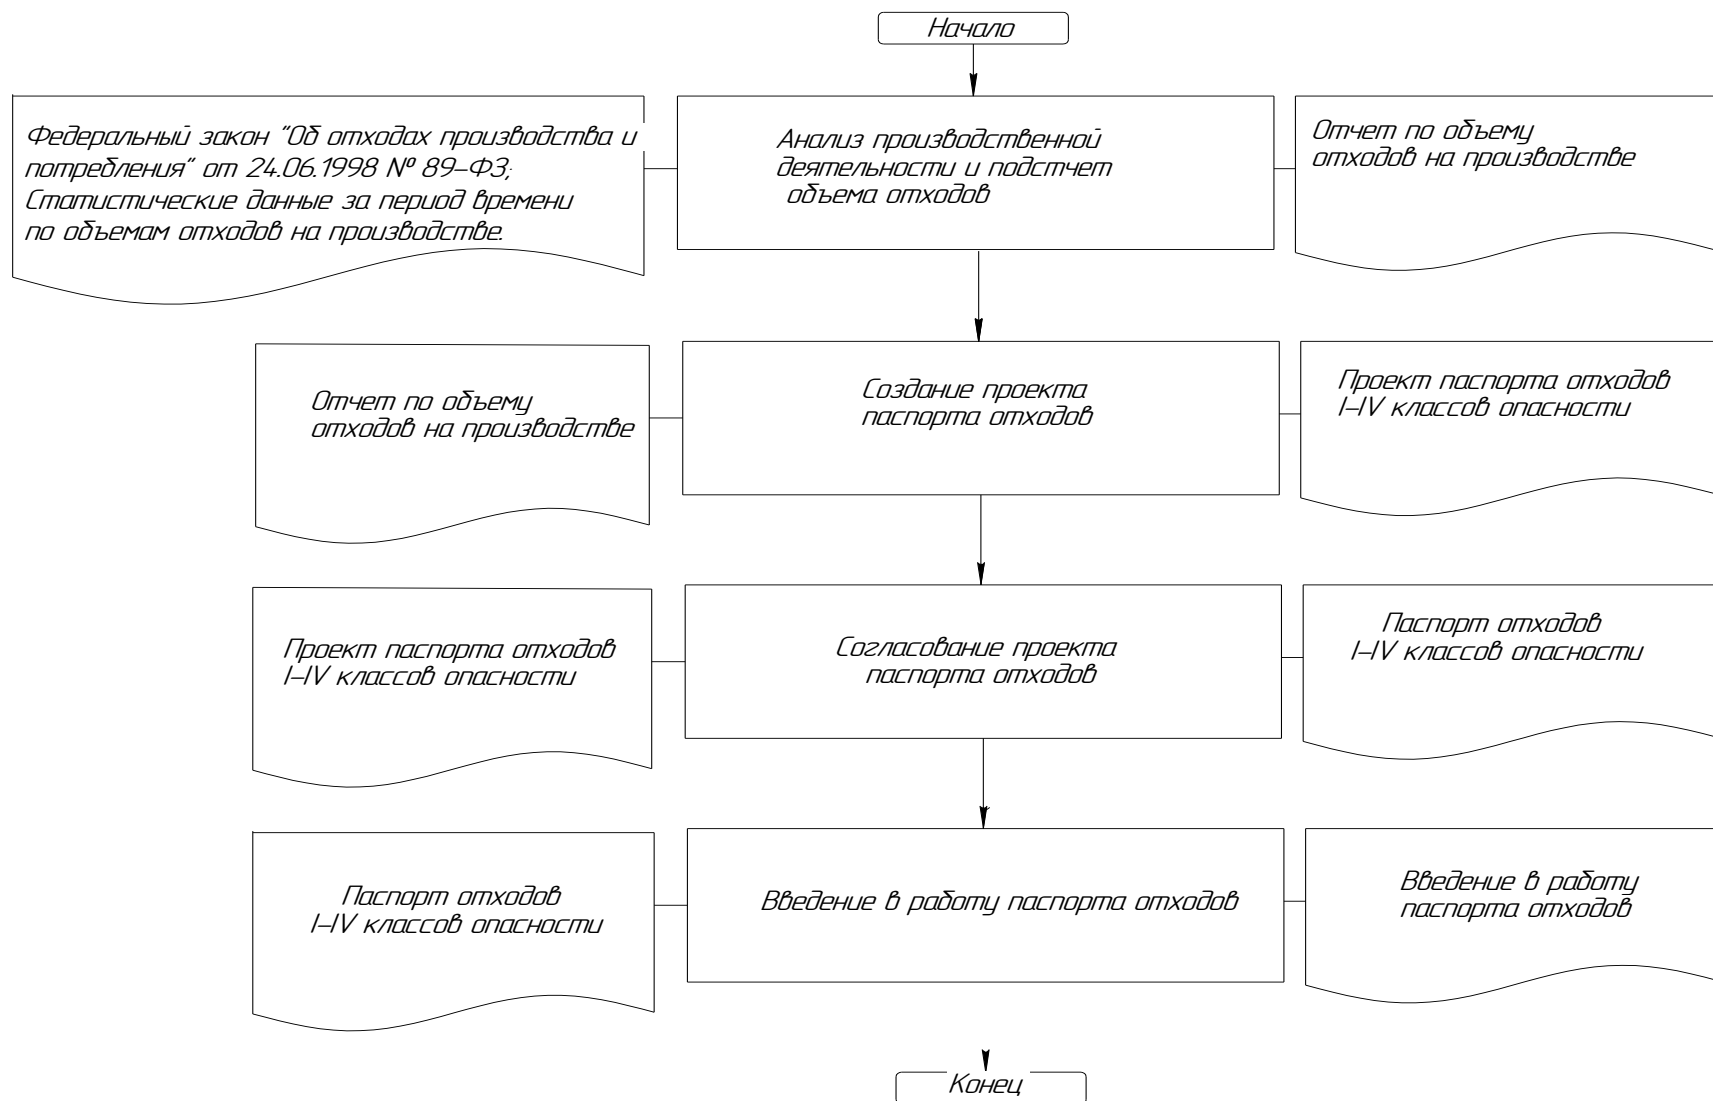 Начало
Федеральный закон "Об отходах производства и
потребления" от 24.06.1998 № 89-ФЗ;
Статистические данные за период времени
по объемам отходов на производстве.
Анализ производственной
деятельности и подстчет
объема отходов
Отчет по объему
отходов на производстве
Отчет по объему
отходов на производстве
Создание проекта
паспорта отходов
Проект паспорта отходов
I-IV классов опасности
Проект паспорта отходов
I-IV классов опасности
Согласование проекта
паспорта отходов
Паспорт отходов
I-IV классов опасности
Паспорт отходов
I-IV классов опасности
Введение в работу паспорта отходов
Введение в работу
паспорта отходов
Конец